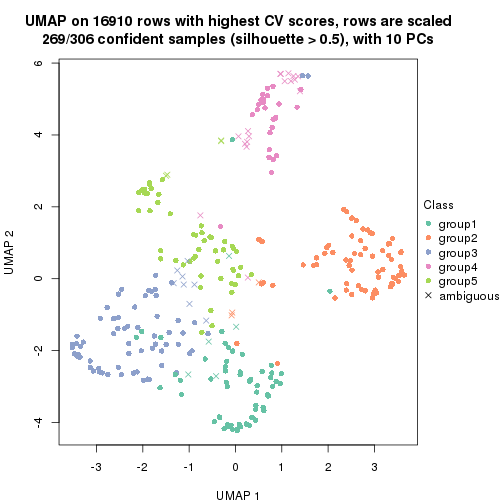 UMAP on 16910 rows with highest CV scores, rows are scaled
269/306 confident samples (silhouette > 0.5), with 10 PCs
6
4
2
0
-2
-4
UMAP 2
-3
-2
-1
0
1
2
3
UMAP 1
Class
group1
group2
group3
group4
group5
ambiguous